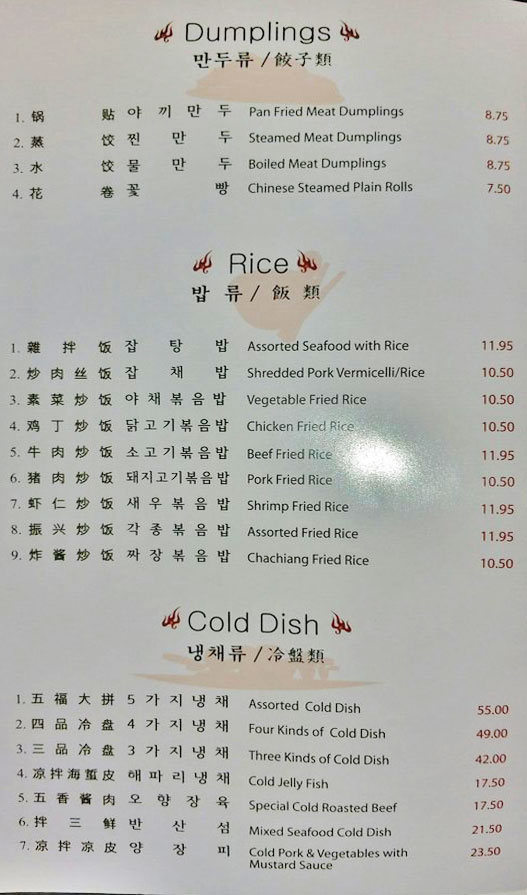 Dumplings
만두류 / 餃子類
1. 锅 贴 야 끼 만 두 Pan Fried Meat Dumplings 8.75
2. 蒸 饺 찐 만 두 Steamed Meat Dumplings 8.75
3. 水 饺 물 만 두 Boiled Meat Dumplings 8.75
4. 花 卷 꽃 빵 Chinese Steamed Plain Rolls 7.50
Rice
밥 류 / 飯 類
1. 雜 拌 饭 잡 탕 밥 Assorted Seafood with Rice 11.95
2. 炒 肉 丝 饭 잡 채 밥 Shredded Pork Vermicelli/Rice 10.50
3. 素 菜 炒 饭 야 채 볶 음 밥 Vegetable Fried Rice 10.50
4. 鸡 丁 炒 饭 닭 고 기 볶 음 밥 Chicken Fried Rice 10.50
5. 牛 肉 炒 饭 소 고 기 볶 음 밥 Beef Fried Rice 11.95
6. 猪 肉 炒 饭 돼지고기볶음밥 Pork Fried Rice 10.50
7. 虾 仁 炒 饭 새 우 볶 음 밥 Shrimp Fried Rice 11.95
8. 振 兴 炒 饭 각 종 볶 음 밥 Assorted Fried Rice 11.95
9. 炸 酱 炒 饭 짜 장 볶 음 밥 Chachiang Fried Rice 10.50
Cold Dish
냉채류 / 冷盤類
1. 五 福 大 拼 5 가 지 냉 채 Assorted Cold Dish 55.00
2. 四 品 冷 盘 4 가 지 냉 채 Four Kinds of Cold Dish 49.00
3. 三 品 冷 盘 3 가 지 냉 채 Three Kinds of Cold Dish 42.00
4. 凉拌海蜇皮 해 파 리 냉 채 Cold Jelly Fish 17.50
5. 五 香 酱 肉 오 향 장 육 Special Cold Roasted Beef 17.50
6. 拌 三 鲜 반 산 섬 Mixed Seafood Cold Dish 21.50
7. 凉 拌 凉 皮 양 장 피 Cold Pork & Vegetables with 23.50
Mustard Sauce